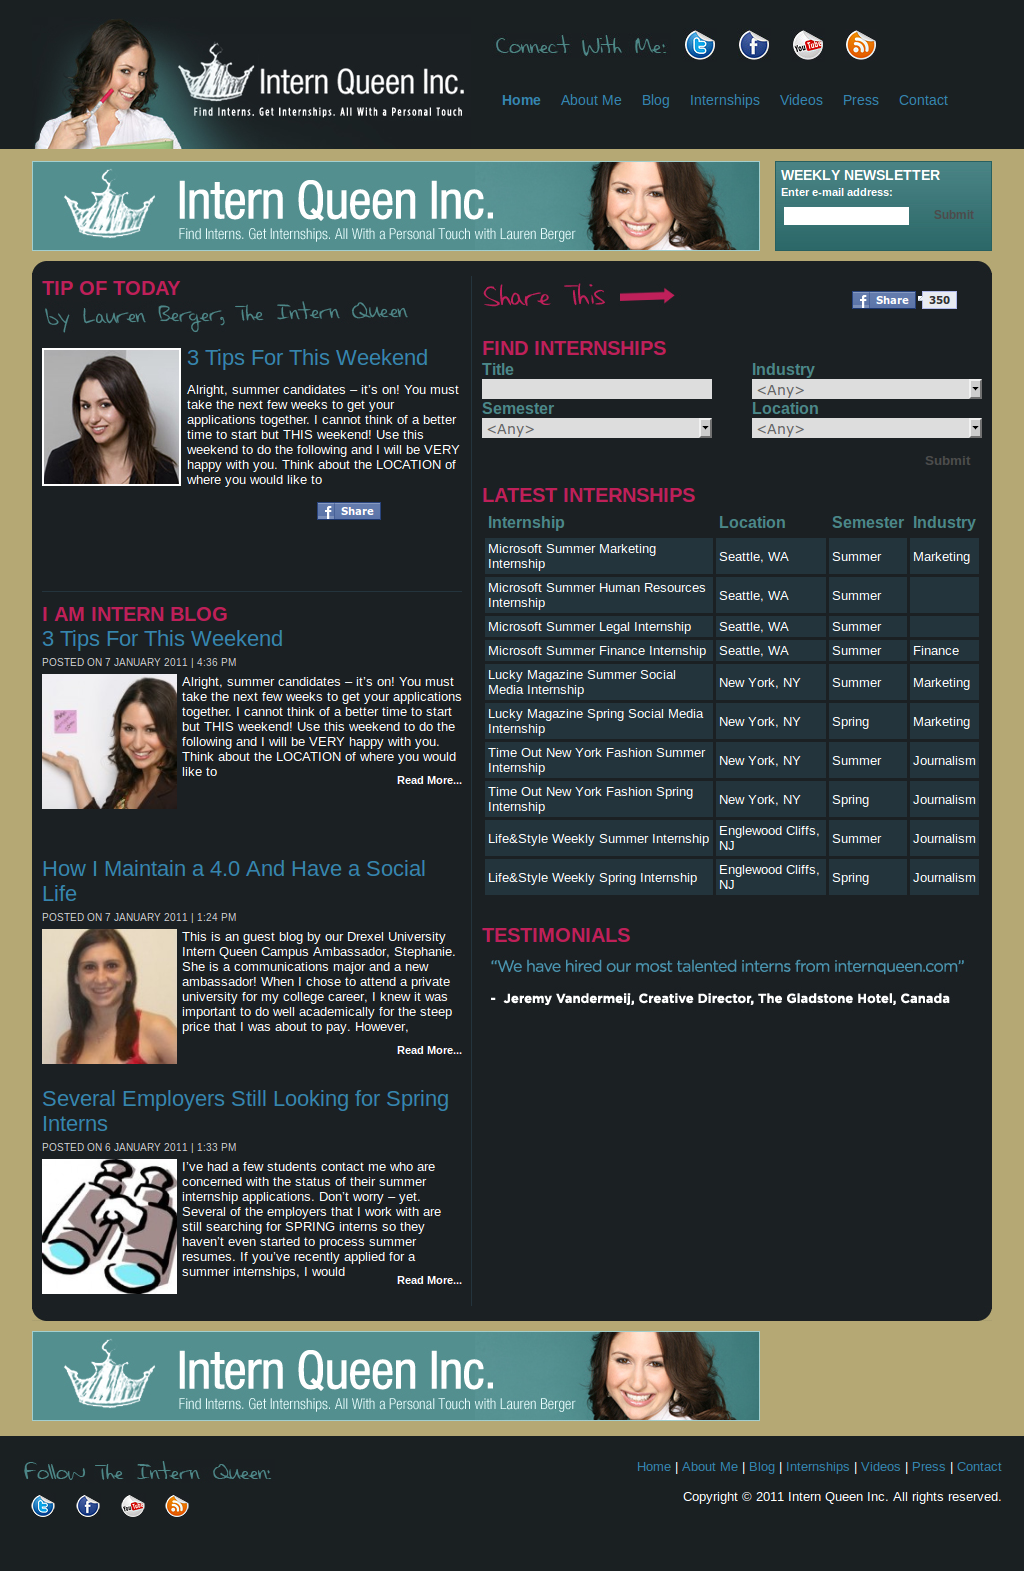 Connect With Me:
You Tube
Intern Queen Inc.
Find Interns. Get Internships. All With a Personal Touch
Home About Me Blog Internships Videos Press Contact
Intern Queen Inc.
Find Interns. Get Internships. All With a Personal Touch with Lauren Berger
WEEKLY NEWSLETTER
Enter e-mail address:
Submit
TIP OF TODAY
by Lauren Berger, The Intern Queen
3 Tips For This Weekend
Alright, summer candidates – it’s on! You must
take the next few weeks to get your
applications together. I cannot think of a better
time to start but THIS weekend! Use this
weekend to do the following and I will be VERY
happy with you. Think about the LOCATION of
where you would like to
Share
I AM INTERN BLOG
3 Tips For This Weekend
POSTED ON 7 JANUARY 2011 | 4:36 PM
Alright, summer candidates – it’s on! You must
take the next few weeks to get your applications
together. I cannot think of a better time to start
but THIS weekend! Use this weekend to do the
following and I will be VERY happy with you.
Think about the LOCATION of where you would
like to
Read More...
How I Maintain a 4.0 And Have a Social
Life
POSTED ON 7 JANUARY 2011 | 1:24 PM
This is an guest blog by our Drexel University
Intern Queen Campus Ambassador, Stephanie.
She is a communications major and a new
ambassador! When I chose to attend a private
university for my college career, I knew it was
important to do well academically for the steep
price that I was about to pay. However,
Read More...
Several Employers Still Looking for Spring
Interns
POSTED ON 6 JANUARY 2011 | 1:33 PM
I’ve had a few students contact me who are
concerned with the status of their summer
internship applications. Don’t worry – yet.
Several of the employers that I work with are
still searching for SPRING interns so they
haven’t even started to process summer
resumes. If you’ve recently applied for a
summer internships, I would
Read More...
Share This
Share 350
FIND INTERNSHIPS
Title Industry
<Any>
Semester Location
<Any> <Any>
Submit
LATEST INTERNSHIPS
Internship Location Semester Industry
Microsoft Summer Marketing
Internship Seattle, WA Summer Marketing
Microsoft Summer Human Resources
Internship Seattle, WA Summer
Microsoft Summer Legal Internship Seattle, WA Summer
Microsoft Summer Finance Internship Seattle, WA Summer Finance
Lucky Magazine Summer Social
Media Internship New York, NY Summer Marketing
Lucky Magazine Spring Social Media
Internship New York, NY Spring Marketing
Time Out New York Fashion Summer
Internship New York, NY Summer Journalism
Time Out New York Fashion Spring
Internship New York, NY Spring Journalism
Life&Style Weekly Summer Internship Englewood Cliffs,
NJ Summer Journalism
Life&Style Weekly Spring Internship Englewood Cliffs,
NJ Spring Journalism
TESTIMONIALS
“We have hired our most talented interns from internqueen.com”
- Jeremy Vandermeij, Creative Director, The Gladstone Hotel, Canada
Intern Queen Inc.
Find Interns. Get Internships. All With a Personal Touch with Lauren Berger
Follow The Intern Queen:
You Tube
Home | About Me | Blog | Internships | Videos | Press | Contact
Copyright © 2011 Intern Queen Inc. All rights reserved.